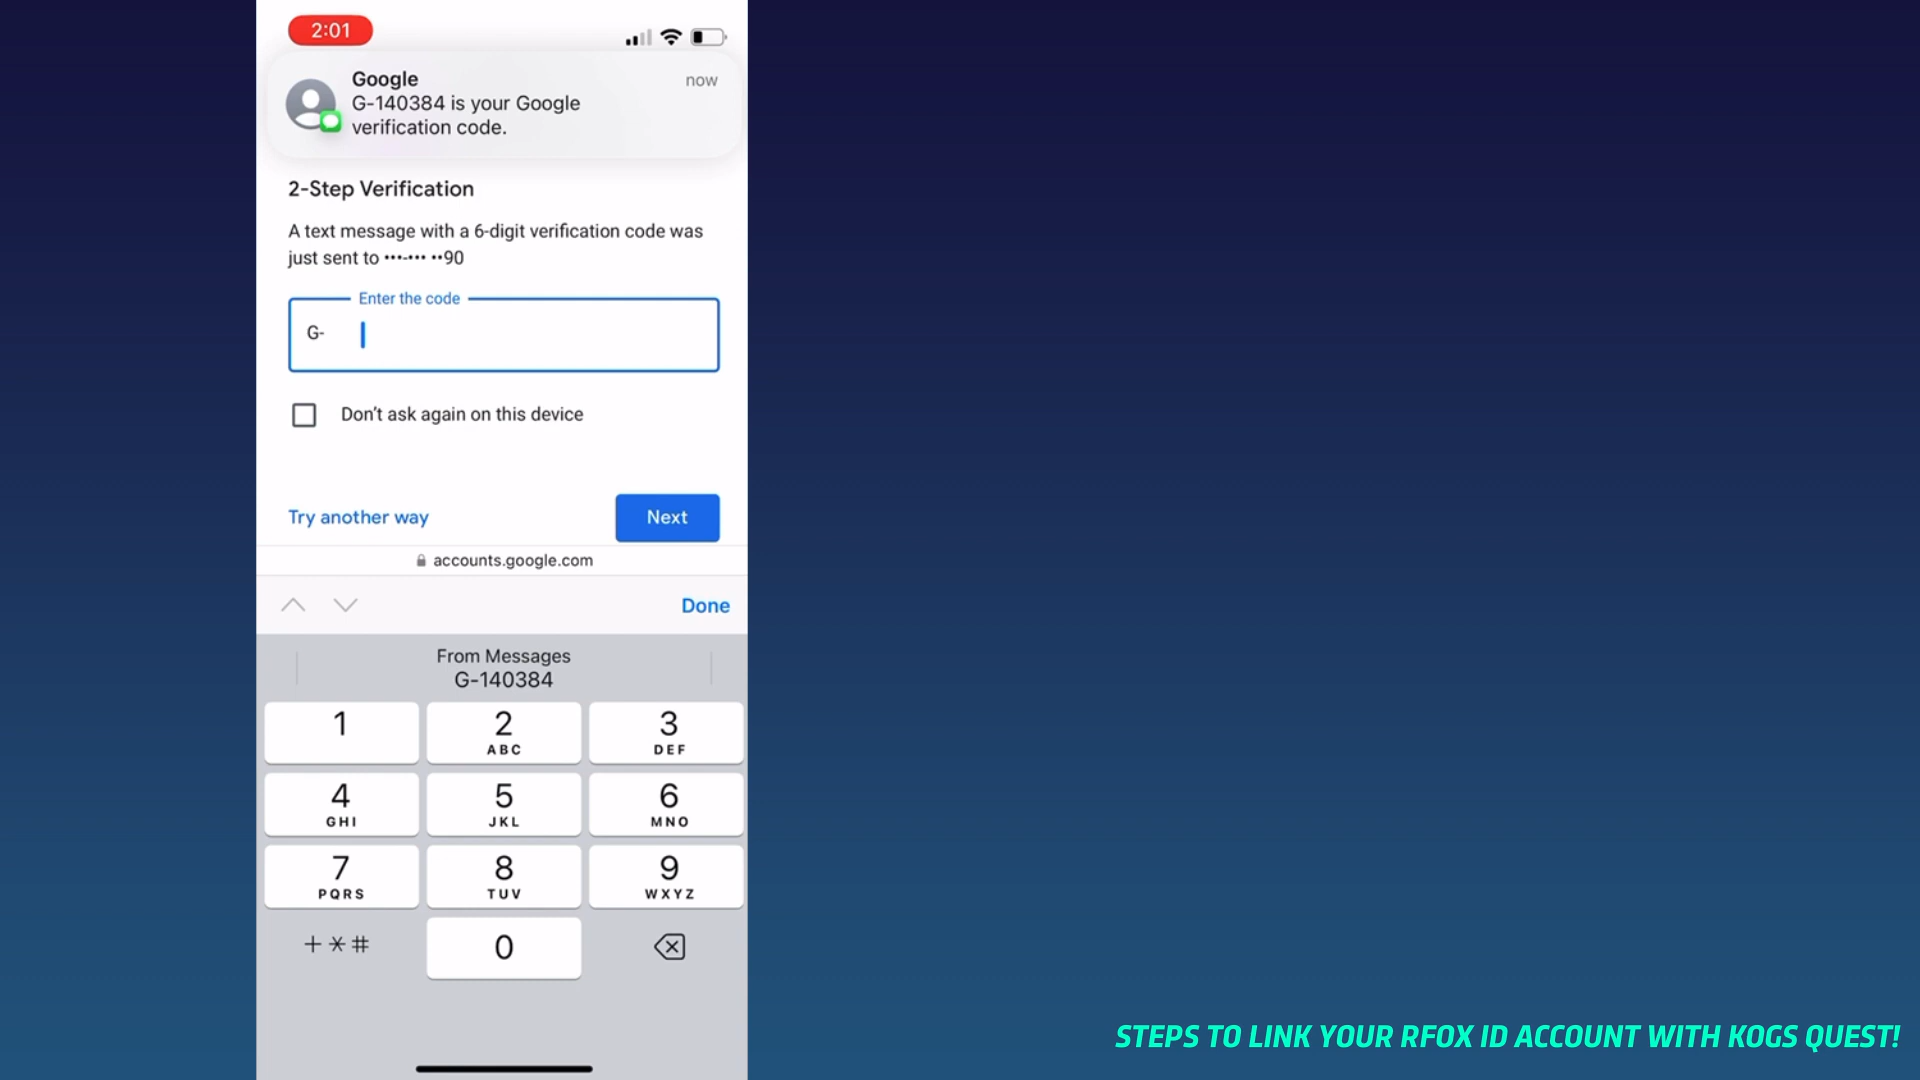 2:01
Google
now
G-140384 is your Google
verification code.
2-Step Verification
A text message with a 6-digit verification code was
just sent to •••-••• ••90
Enter the code
G-
Don't ask again on this device
Try another way
Next
accounts.google.com
Done
From Messages
G-140384
1
2
ABC
3
DEF
4
GHI
5
JKL
6
MNO
7
PQRS
8
TUV
9
WXYZ
+*#
0
STEPS TO LINK YOUR RFOX ID ACCOUNT WITH KOGS QUEST!